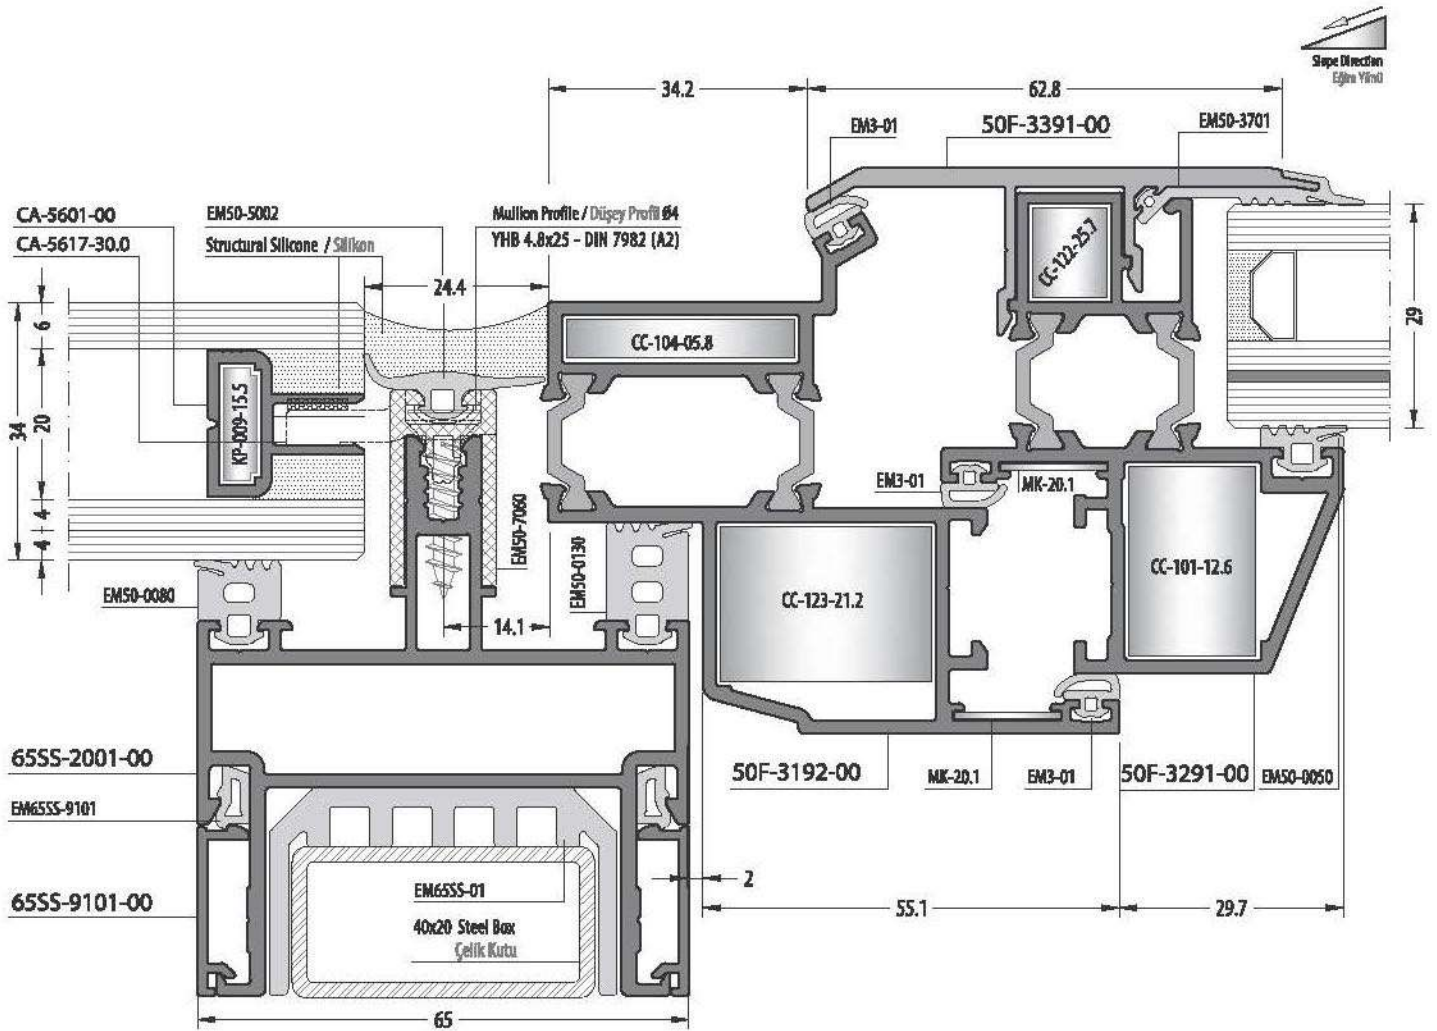 Slope Direction
Eğim Yönü
34.2
62.8
EM3-01
50F-3391-00
EM50-3701
CA-5601-00
CA-5617-30.0
EM50-5002
Structural Silicone / Silikon
Mullion Profile / Düşey Profil Ø4
YHB 4.8x25 - DIN 7982 (A2)
24.4
CC-122-25.7
CC-104-05.8
KP-009-15.5
34
6
20
4
4
29
EM3-01
MK-20.1
EM50-7060
EM50-0130
EM50-0080
14.1
CC-123-21.2
CC-101-12.6
65SS-2001-00
EM65SS-9101
65SS-9101-00
50F-3192-00
MK-20.1
EM3-01
50F-3291-00
EM50-0050
EM65SS-01
40x20 Steel Box
Çelik Kutu
2
55.1
29.7
65